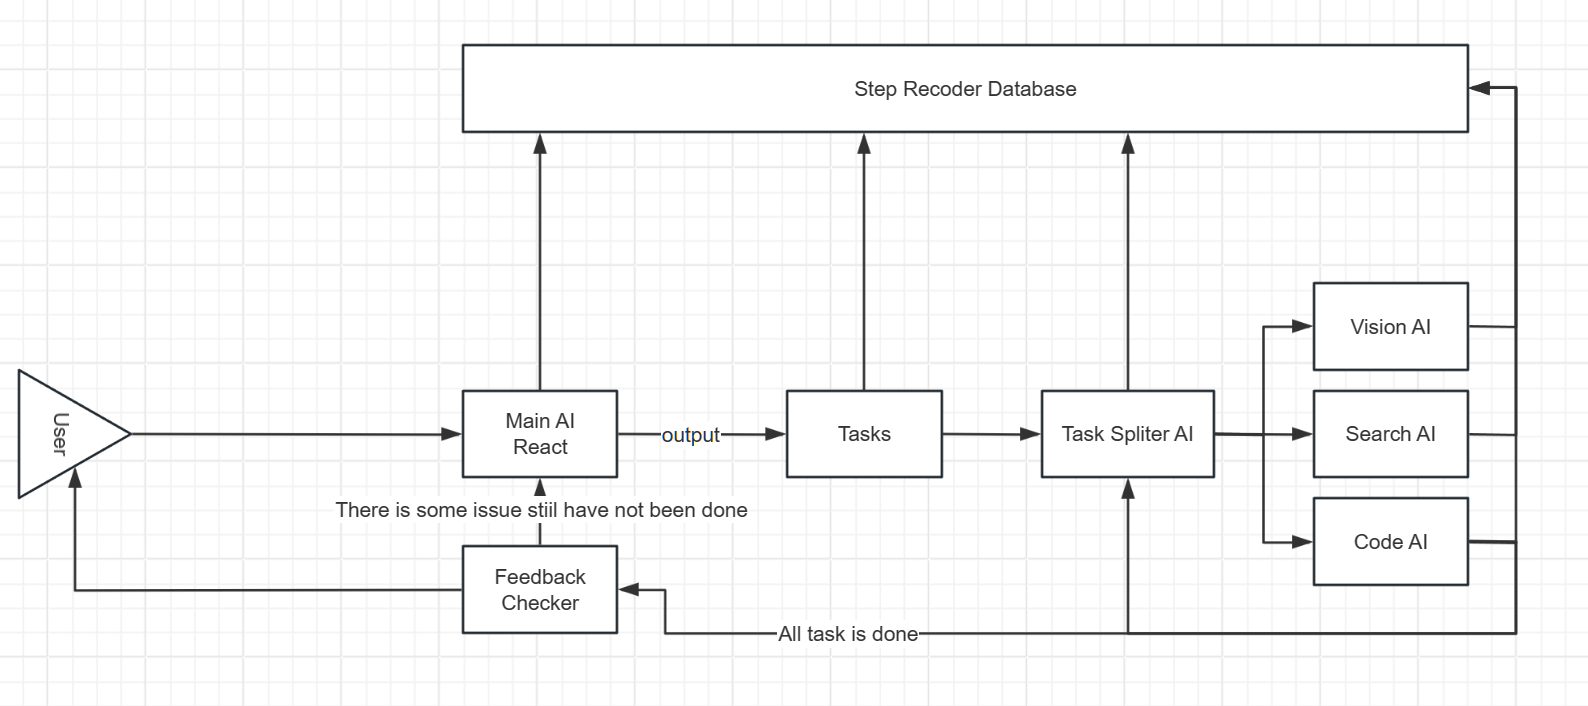 Step Recoder Database
Vision AI
User
Main AI
React
output
Tasks
Task Spliter AI
Search AI
There is some issue stiil have not been done
Code AI
Feedback
Checker
All task is done